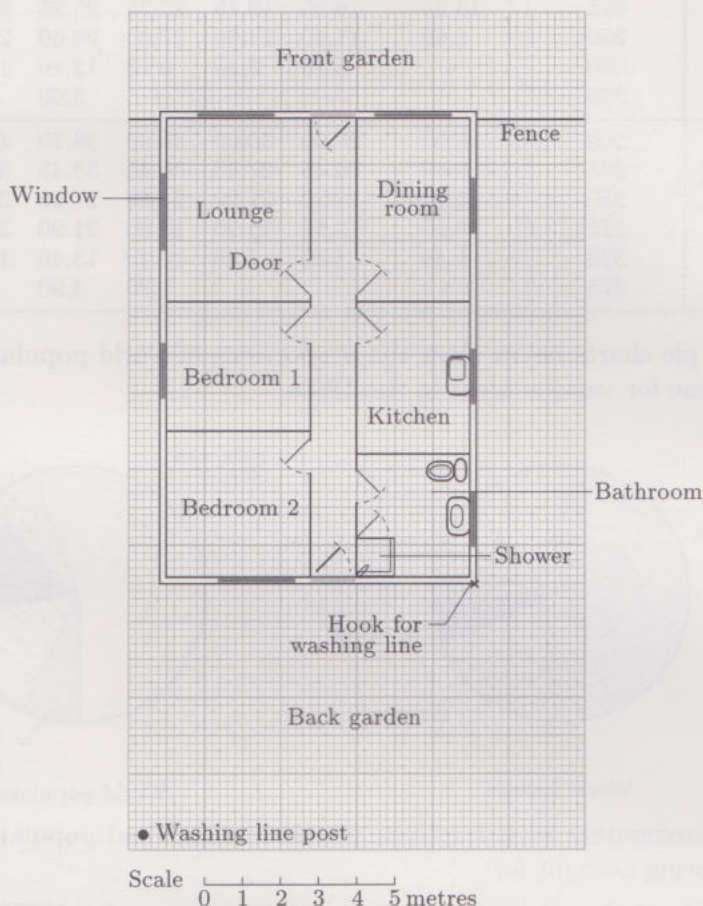 Front garden
Fence
Window
Lounge
Dining
room
Door
Bedroom 1
Kitchen
Bedroom 2
Bathroom
Shower
Hook for
washing line
Back garden
Washing line post
Scale
0 1 2 3 4 5 metres